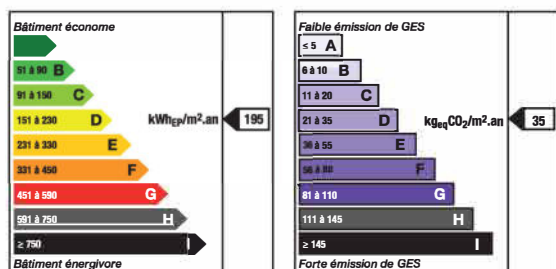 Bâtiment économe
51 à 90 B
91 à 150 C
151 à 230 D
231 à 330 E
331 à 450 F
451 à 590 G
591 à 750 H
≥ 750 I
Bâtiment énergivore
kWhEP/m².an
195
Faible émission de GES
≤ 5 A
6 à 10 B
11 à 20 C
21 à 35 D
36 à 55 E
56 à 80 F
81 à 110 G
111 à 145 H
≥ 145 I
Forte émission de GES
kgeqCO2/m².an
35